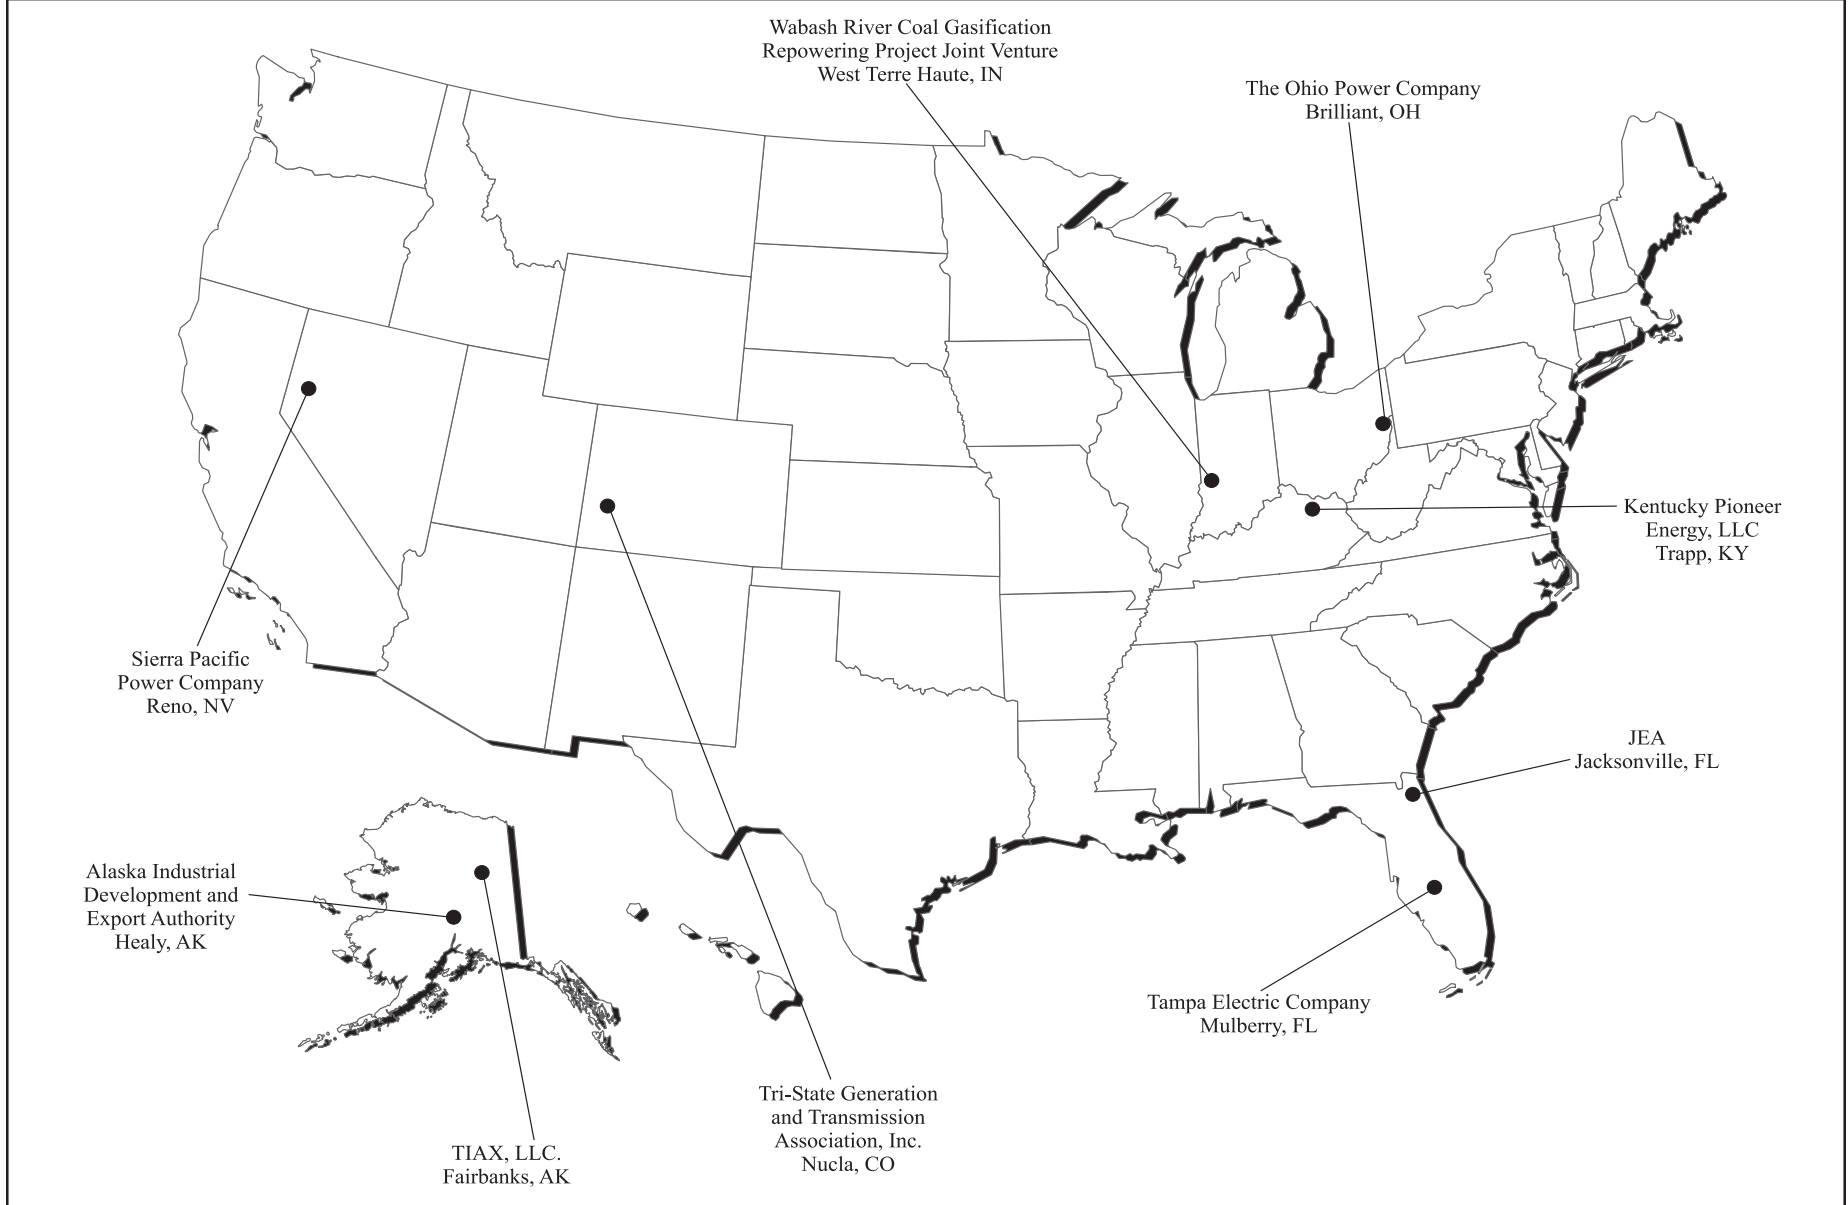 Wabash River Coal Gasification
Repowering Project Joint Venture
West Terre Haute, IN
The Ohio Power Company
Brilliant, OH
Kentucky Pioneer
Energy, LLC
Trapp, KY
Sierra Pacific
Power Company
Reno, NV
JEA
Jacksonville, FL
Alaska Industrial
Development and
Export Authority
Healy, AK
Tampa Electric Company
Mulberry, FL
Tri-State Generation
and Transmission
Association, Inc.
Nucla, CO
TIAX, LLC.
Fairbanks, AK